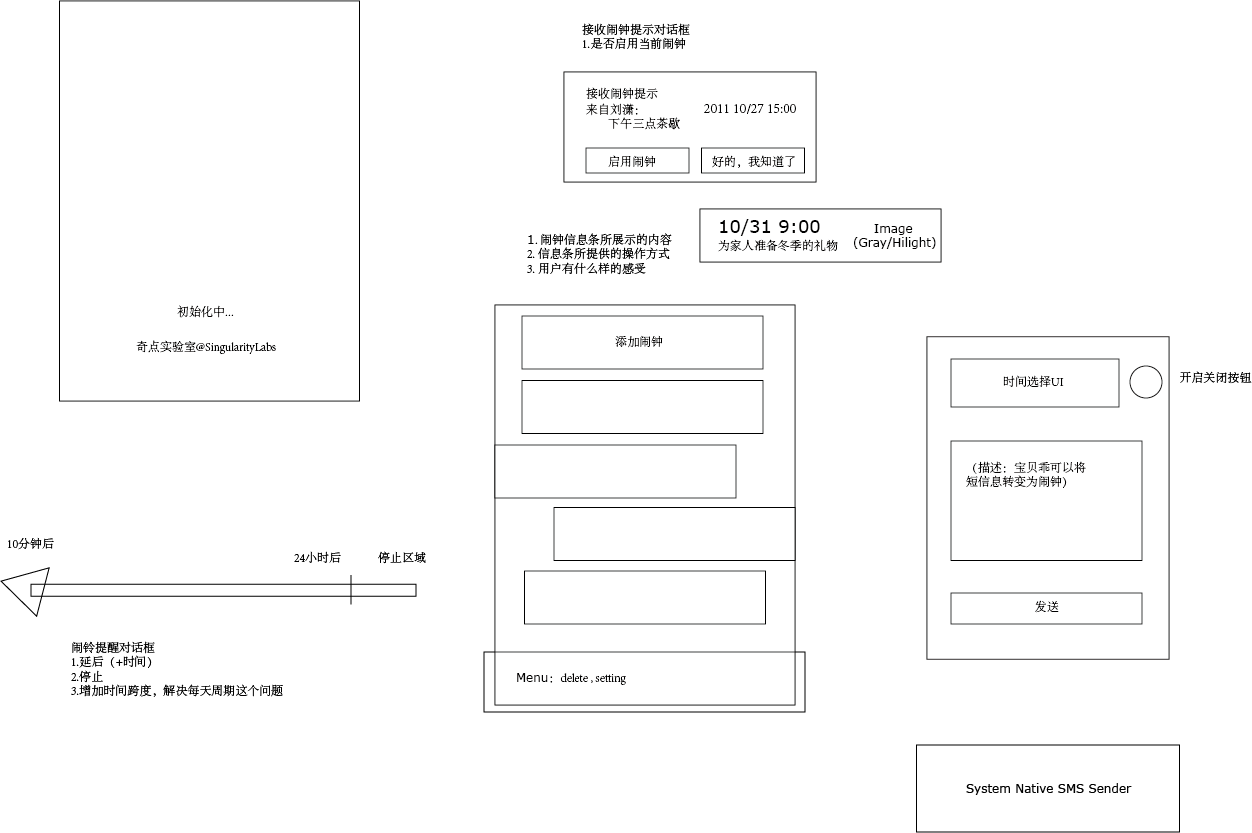 接收闹钟提示对话框
1.是否启用当前闹钟
接收闹钟提示
来自刘潇：
2011 10/27 15:00
下午三点茶歇
启用闹钟
好的，我知道了
10/31 9:00
为家人准备冬季的礼物
Image
(Gray/Hilight)
1. 闹钟信息条所展示的内容
2. 信息条所提供的操作方式
3. 用户有什么样的感受
初始化中...
奇点实验室@SingularityLabs
添加闹钟
Menu：delete , setting
时间选择UI
开启关闭按钮
（描述：宝贝乖可以将
短信息转变为闹钟）
发送
10分钟后
24小时后
停止区域
闹铃提醒对话框
1.延后（+时间）
2.停止
3.增加时间跨度，解决每天周期这个问题
System Native SMS Sender